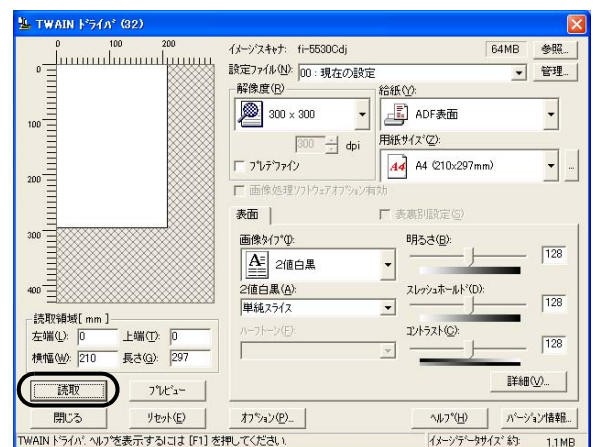 TWAIN ドライバ (32)
0 100 200
イメージスキャナ: fi-5530Cdj 64MB 参照...
設定ファイル(N): 00 : 現在の設定 管理...
0
100
200
300
400
解像度(R)
300 x 300
300 dpi
プレデファイン
給紙(Y):
ADF表面
用紙サイズ(Z):
A4 A4 (210x297mm)
...
画像処理ソフトウェアオプション有効
表面 表裏別設定(S)
画像タイプ(I):
2値白黒
2値白黒(A):
単純スライス
ハーフトーン(F):
明るさ(B):
128
スレッシュホールド(D):
128
コントラスト(C):
128
詳細(V)...
読取領域[ mm ]
左端(L): 0 上端(T): 0
横幅(W): 210 長さ(G): 297
読取 プレビュー
閉じる リセット(E) オプション(P)... ヘルプ(H) バージョン情報...
TWAIN ドライバ. ヘルプを表示するには [F1] を押してください. イメージデータサイズ 約: 1.1MB